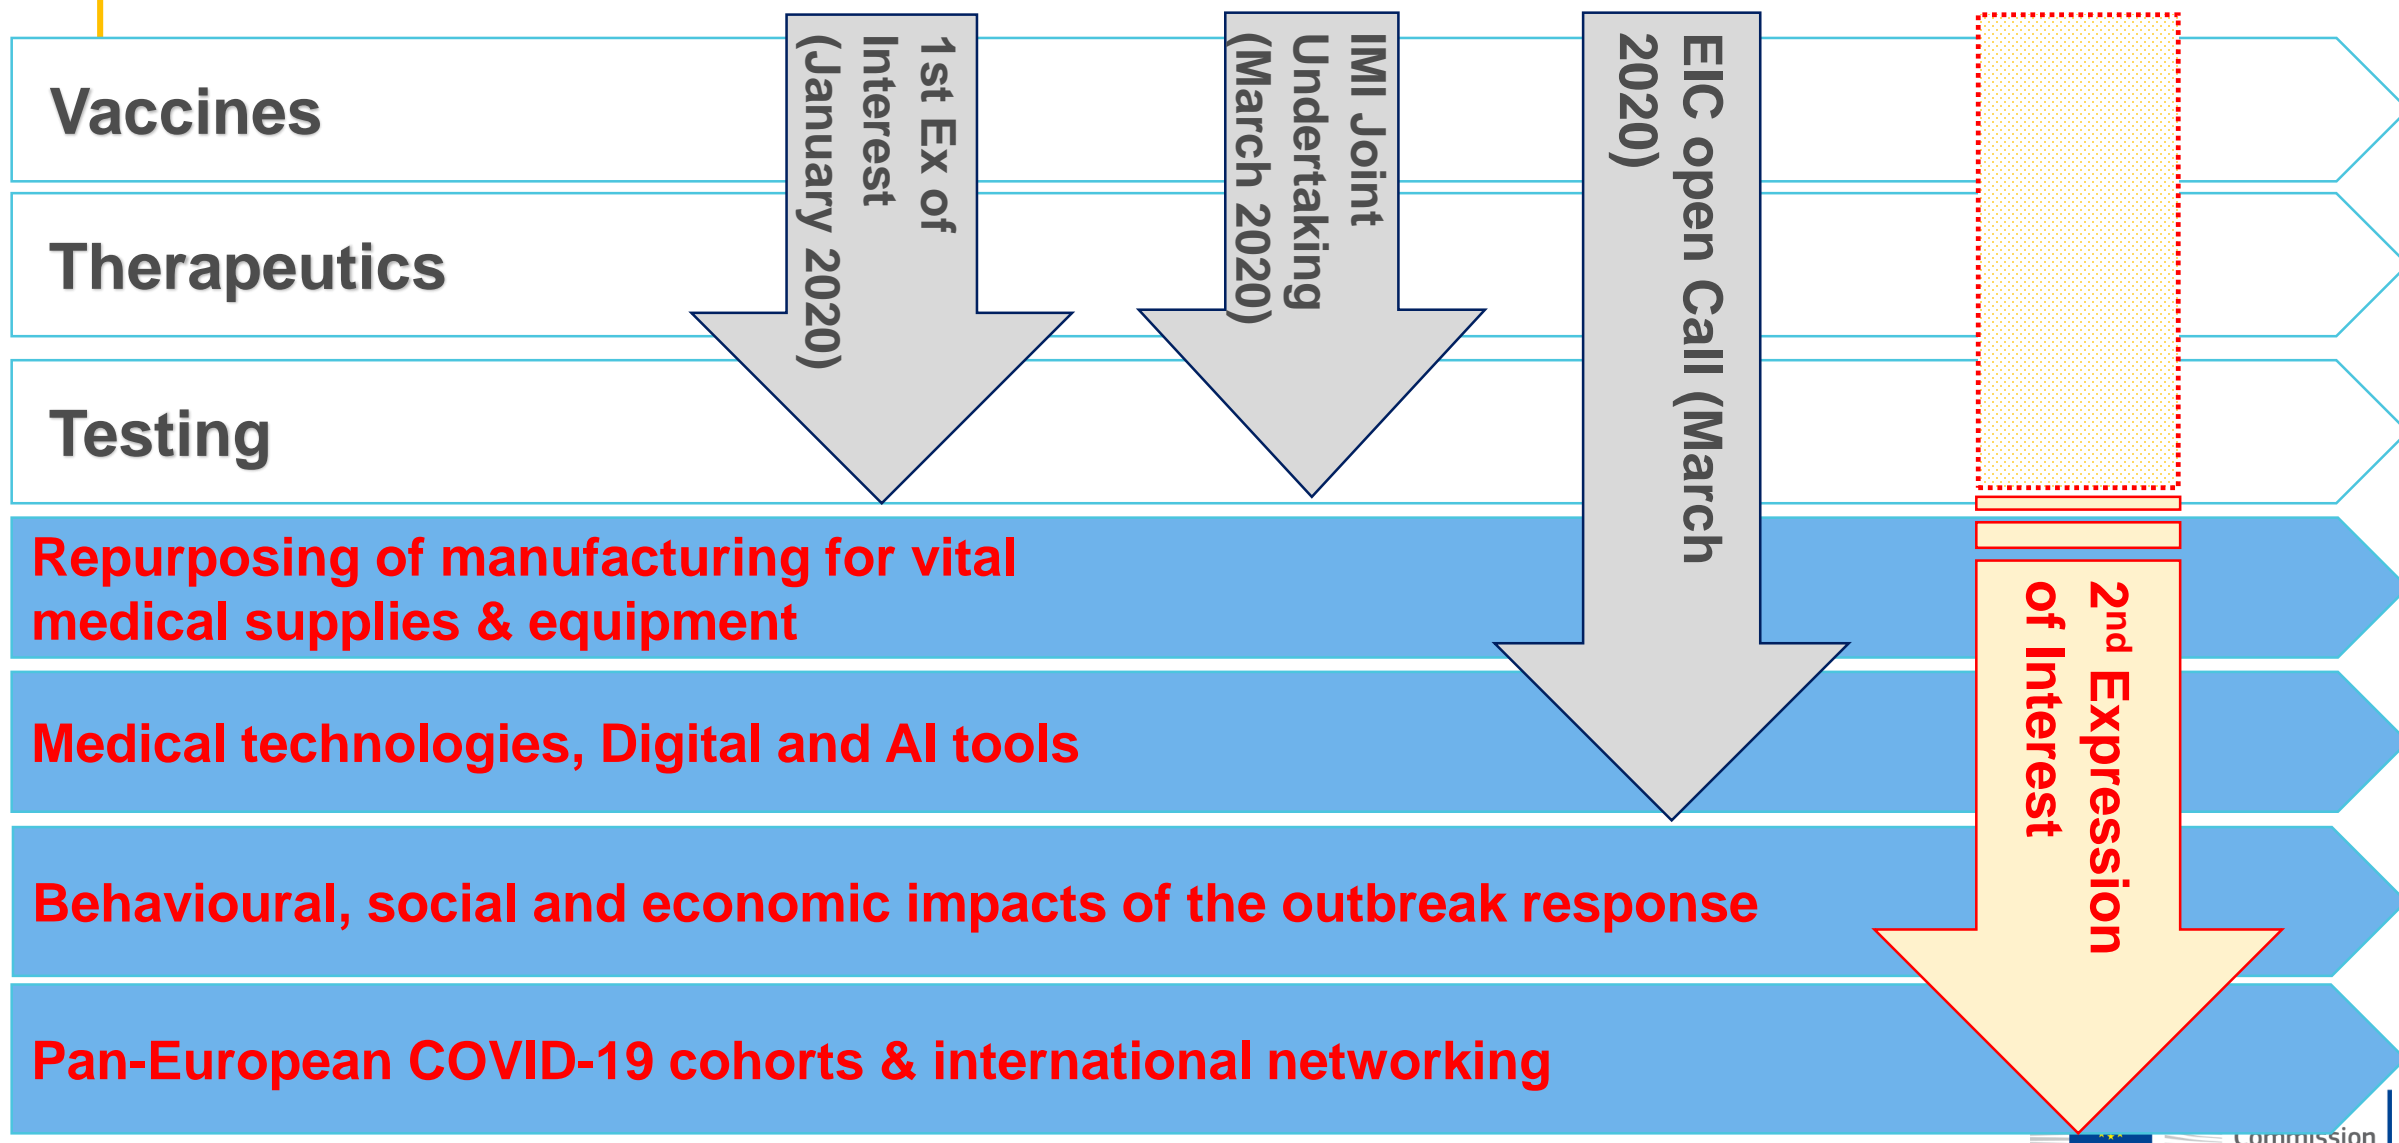 Vaccines
Therapeutics
Testing
1st Ex of
Interest
(January 2020)
IMI Joint
Undertaking
(March 2020)
EIC open Call (March
2020)
2nd Expression
of Interest
Repurposing of manufacturing for vital
medical supplies & equipment
Medical technologies, Digital and AI tools
Behavioural, social and economic impacts of the outbreak response
Pan-European COVID-19 cohorts & international networking
Commission